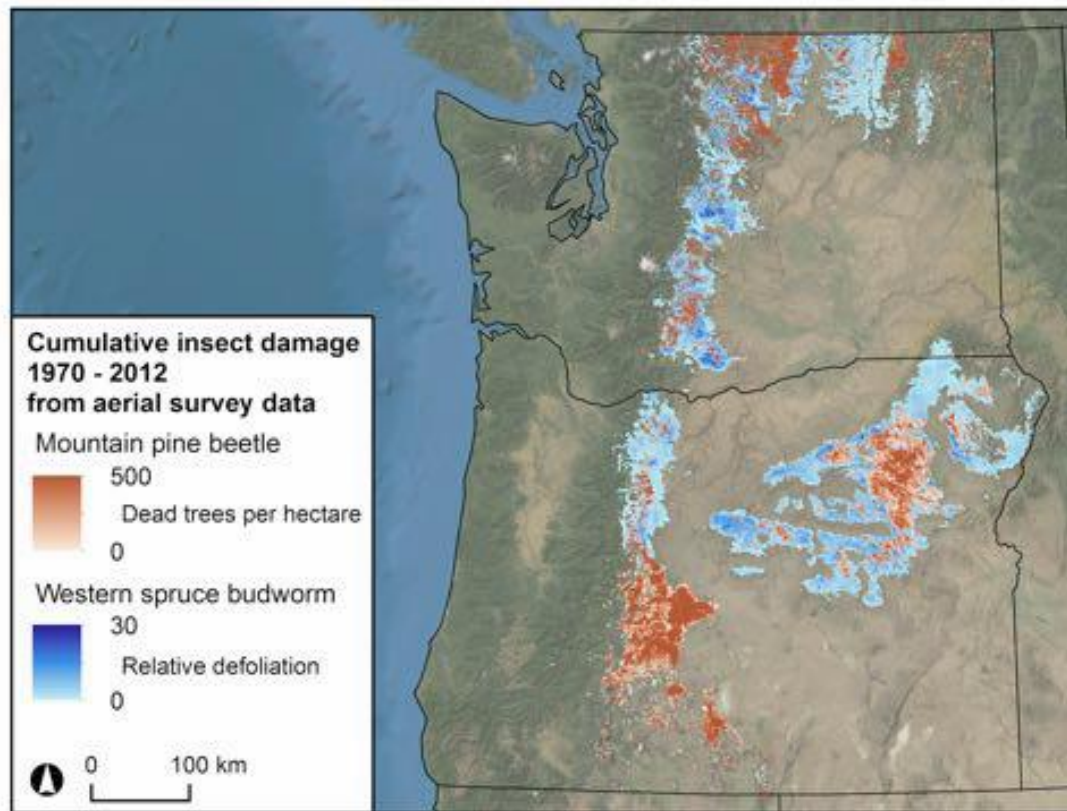 Cumulative insect damage
1970 - 2012
from aerial survey data
Mountain pine beetle
500
Dead trees per hectare
0
Western spruce budworm
30
Relative defoliation
0
0 100 km